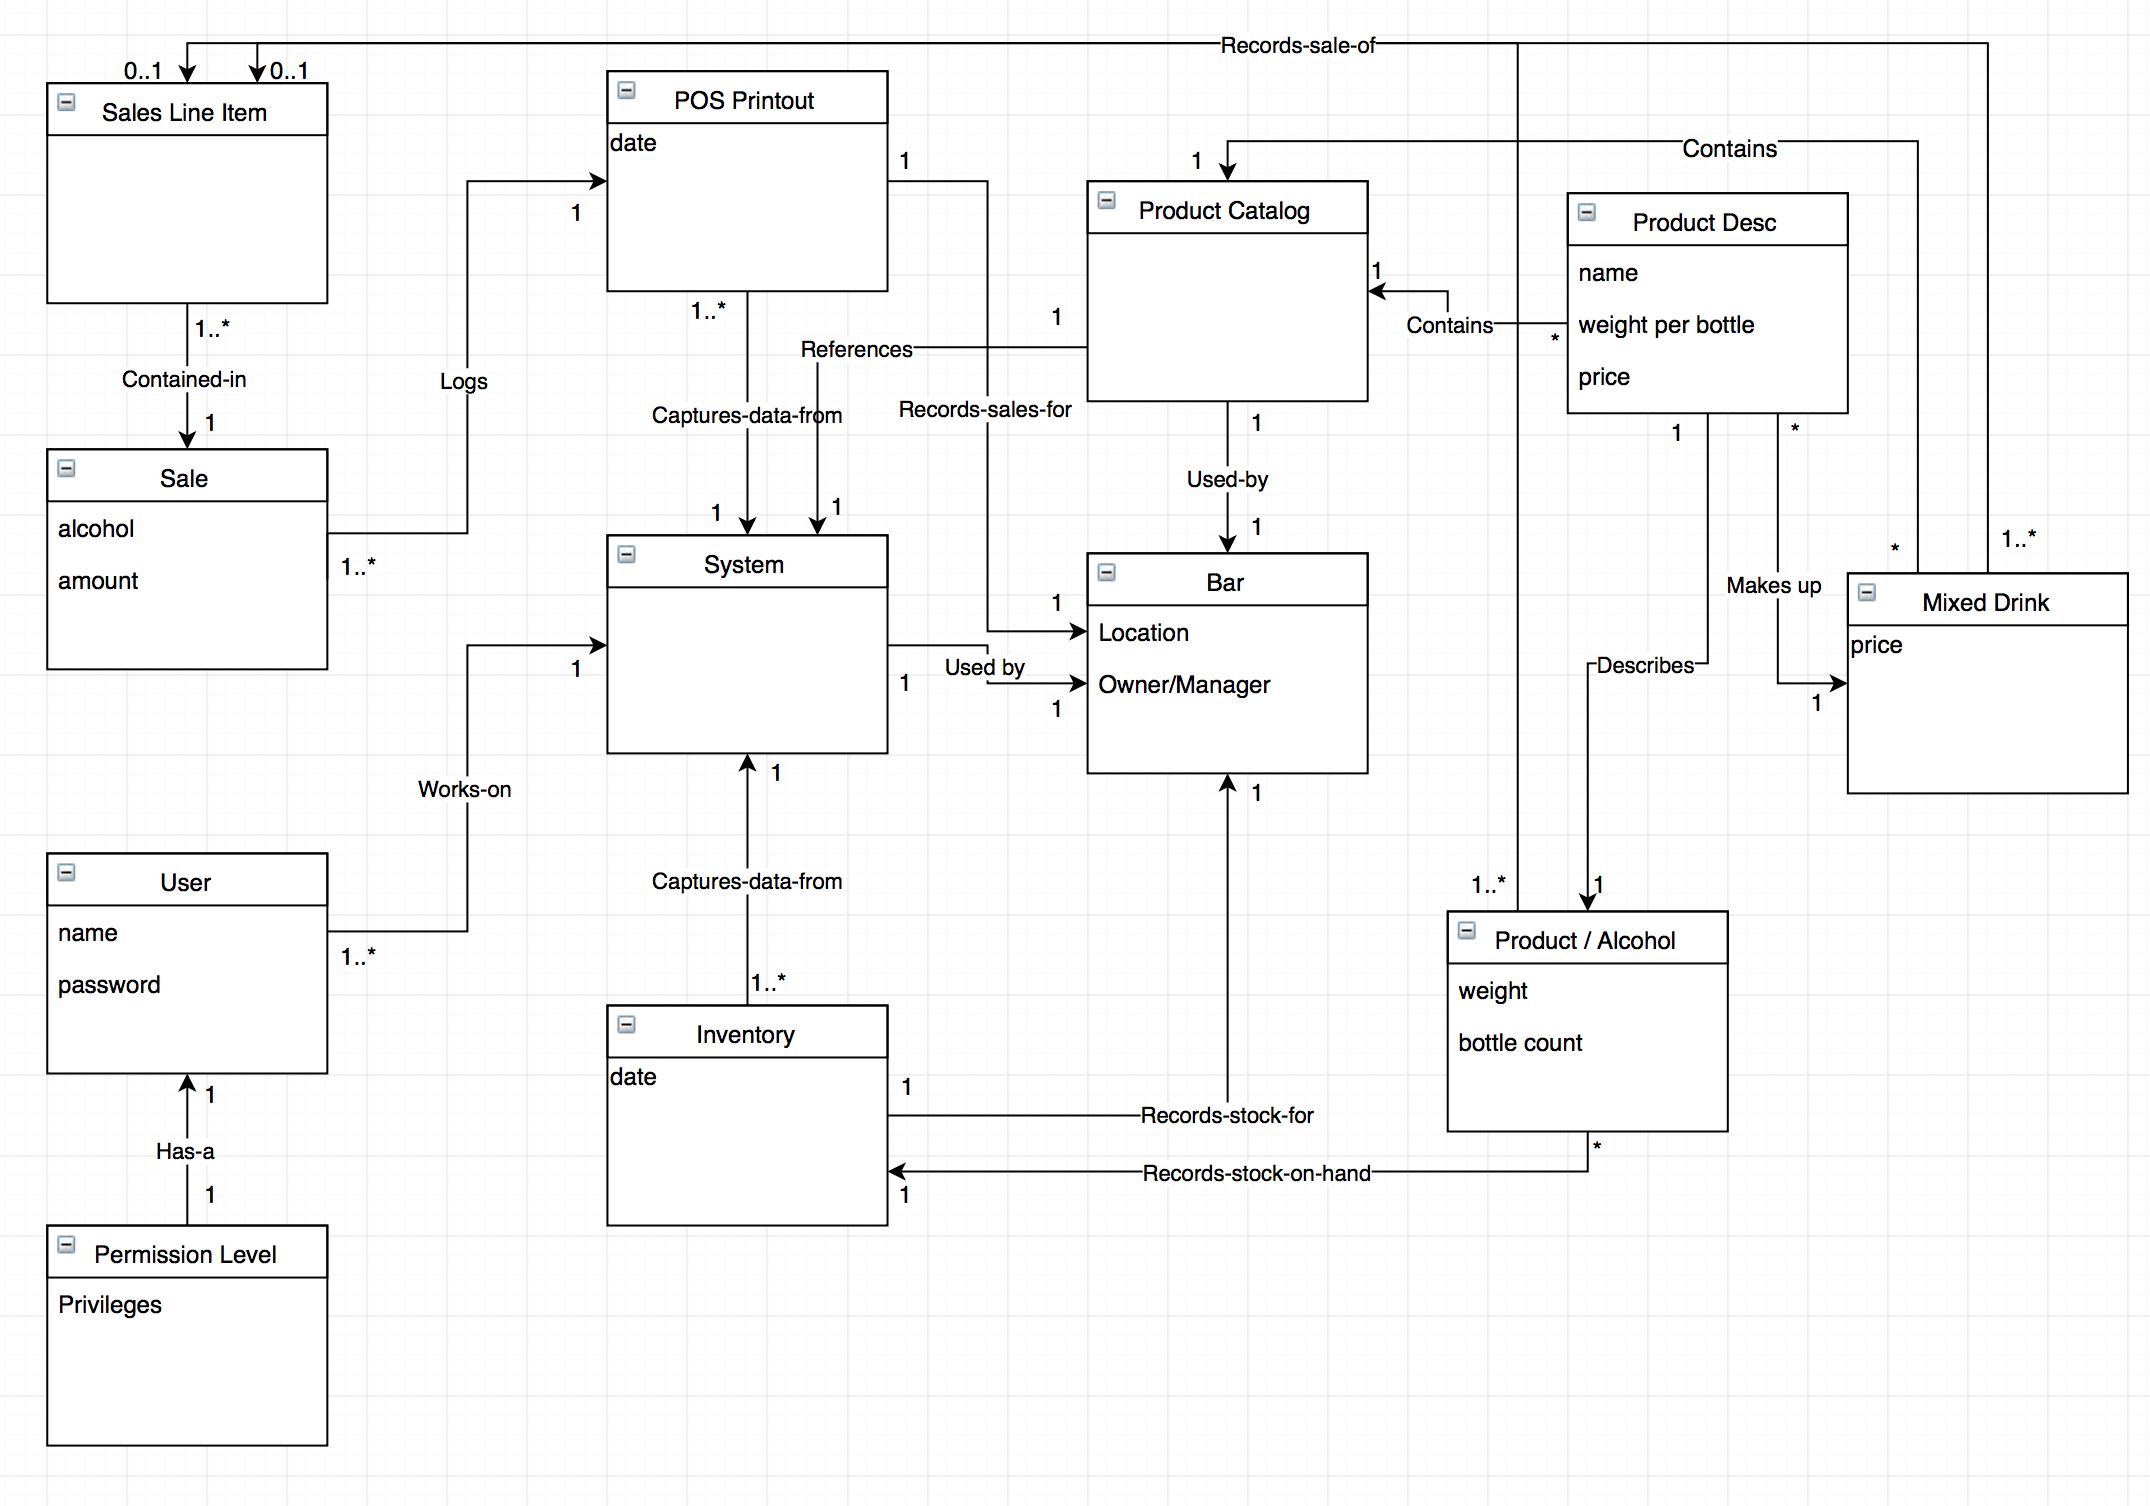 Records-sale-of
0..1
0..1
Sales Line Item
POS Printout
date
1
1
Contains
1
Product Catalog
Product Desc
name
weight per bottle
price
1
1..*
1..*
1
1
Contains
*
References
Contained-in
Logs
Captures-data-from
Records-sales-for
1
1
1
*
Used-by
Sale
alcohol
amount
1..*
1
1
1
System
Bar
Location
Owner/Manager
*
1..*
Makes up
Mixed Drink
price
1
1
Used by
1
1
Describes
1
1
1
Works-on
User
name
password
1..*
Captures-data-from
1..*
1..*
1
Product / Alcohol
weight
bottle count
Inventory
date
1
1
Records-stock-for
*
Has-a
Records-stock-on-hand
1
1
Permission Level
Privileges